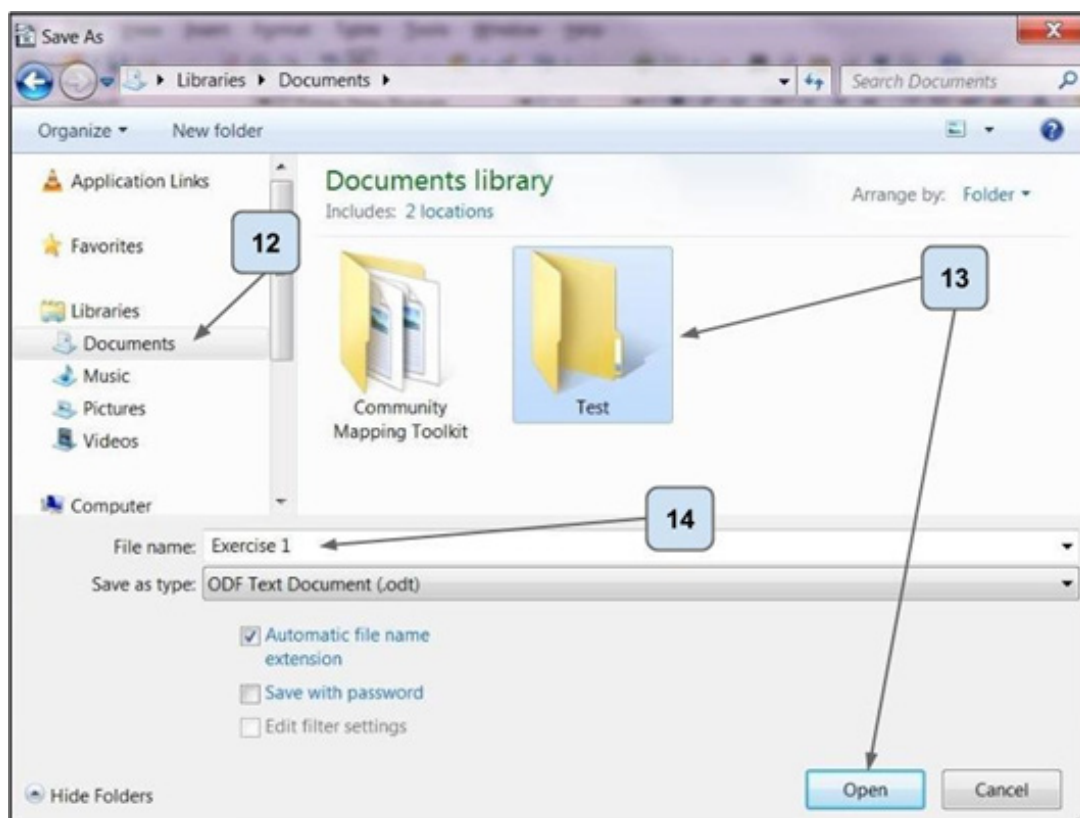 Save As
Libraries Documents
Search Documents
Organize
New folder
Application Links
Favorites
Libraries
Documents
Music
Pictures
Videos
Computer
12
Documents library
Includes: 2 locations
Arrange by: Folder
13
Community
Mapping Toolkit
Test
14
File name: Exercise 1
Save as type: ODF Text Document (.odt)
Automatic file name
extension
Save with password
Edit filter settings
Hide Folders
Open
Cancel